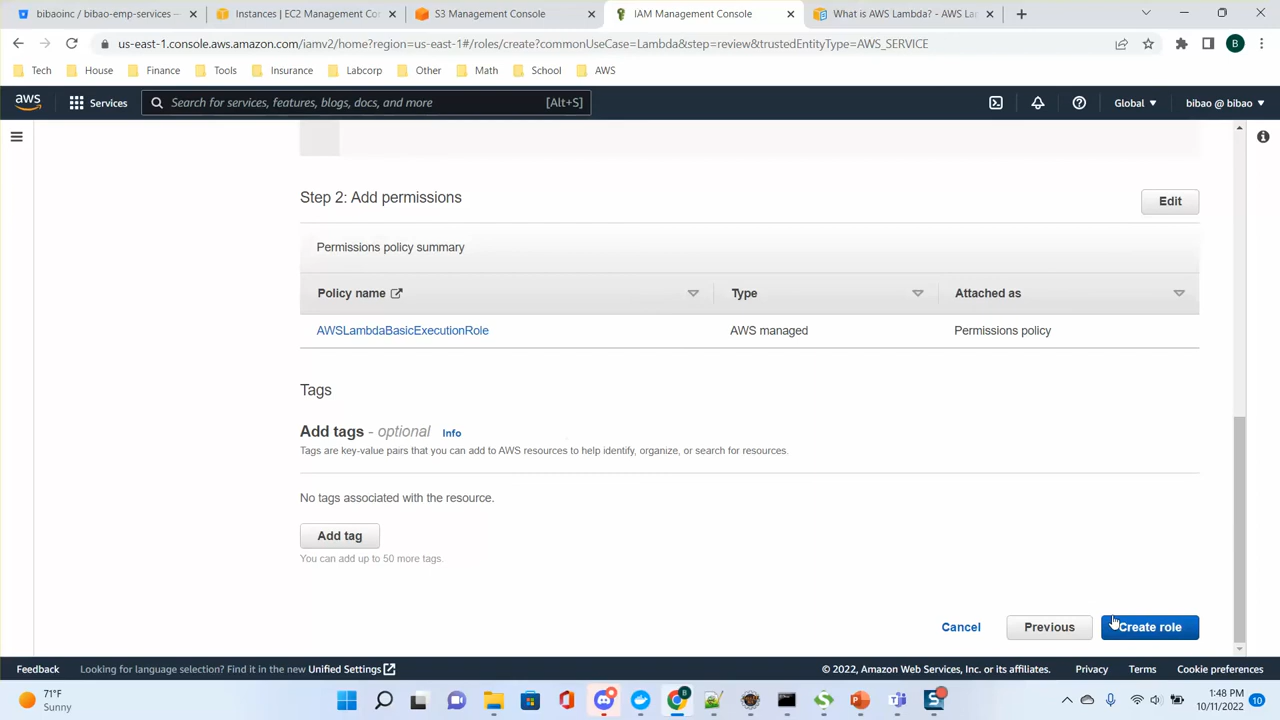 bibaoinc / bibao-emp-services —
Instances | EC2 Management Con
S3 Management Console
IAM Management Console
What is AWS Lambda? - AWS Lam
us-east-1.console.aws.amazon.com/iamv2/home?region=us-east-1#/roles/create?commonUseCase=Lambda&step=review&trustedEntityType=AWS_SERVICE
B
Tech
House
Finance
Tools
Insurance
Labcorp
Other
Math
School
AWS
aws
Services
Search for services, features, blogs, docs, and more
[Alt+S]
Global
bibao @ bibao
Step 2: Add permissions
Edit
Permissions policy summary
Policy name
Type
Attached as
AWSLambdaBasicExecutionRole
AWS managed
Permissions policy
Tags
Add tags - optional
Info
Tags are key-value pairs that you can add to AWS resources to help identify, organize, or search for resources.
No tags associated with the resource.
Add tag
You can add up to 50 more tags.
Cancel
Previous
Create role
Feedback
Looking for language selection? Find it in the new Unified Settings
© 2022, Amazon Web Services, Inc. or its affiliates.
Privacy
Terms
Cookie preferences
71°F
Sunny
1:48 PM
10/11/2022
10